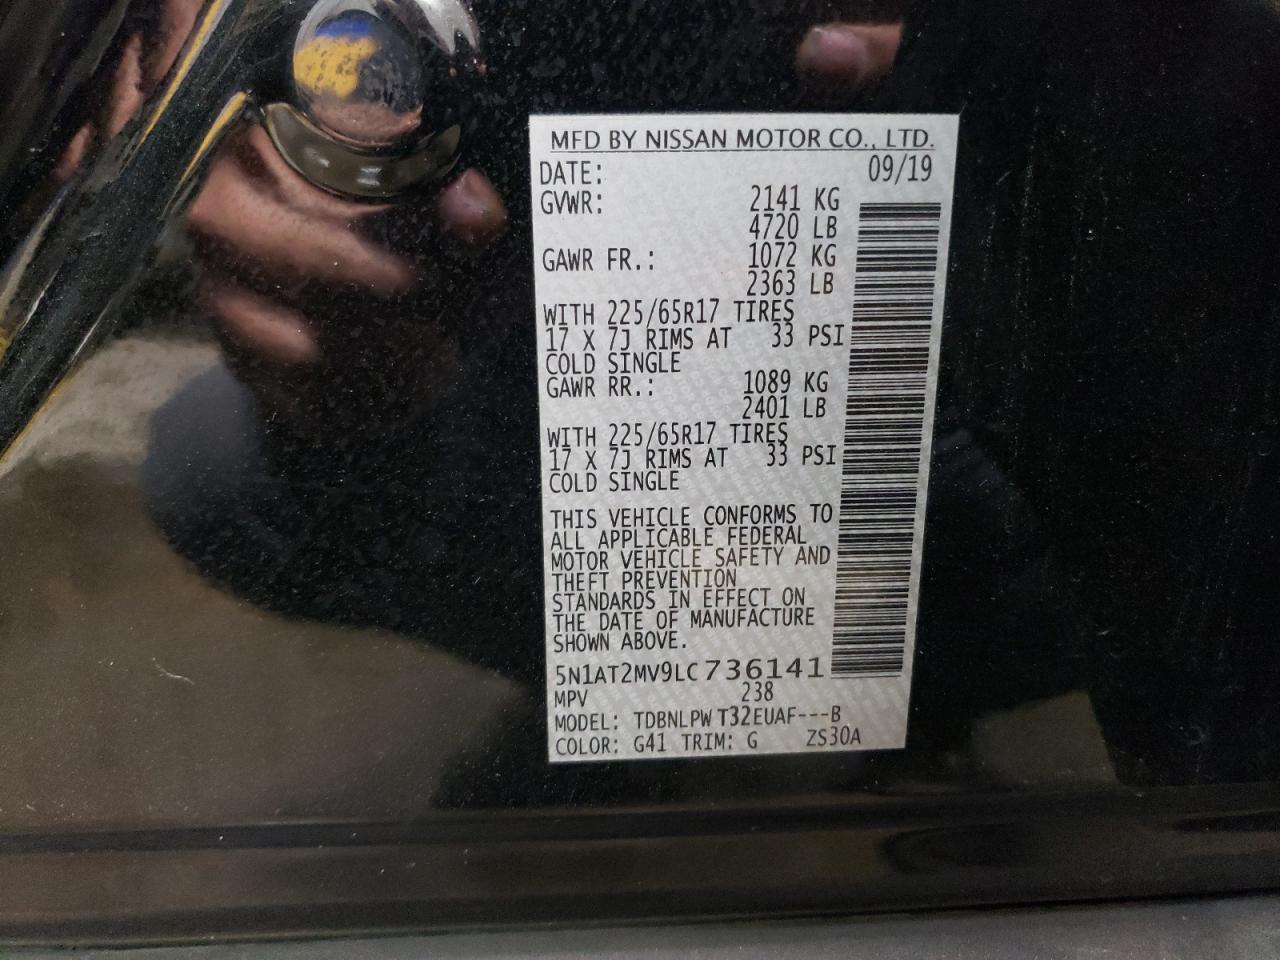 MFD BY NISSAN MOTOR CO., LTD.
DATE: 09/19
GVWR: 2141 KG
4720 LB
GAWR FR.: 1072 KG
2363 LB
WITH 225/65R17 TIRES
17 X 7J RIMS AT 33 PSI
COLD SINGLE
GAWR RR.: 1089 KG
2401 LB
WITH 225/65R17 TIRES
17 X 7J RIMS AT 33 PSI
COLD SINGLE
THIS VEHICLE CONFORMS TO
ALL APPLICABLE FEDERAL
MOTOR VEHICLE SAFETY AND
THEFT PREVENTION
STANDARDS IN EFFECT ON
THE DATE OF MANUFACTURE
SHOWN ABOVE.
5N1AT2MV9LC736141
MPV 238
MODEL: TDBNLPW T32EUAF---B
COLOR: G41 TRIM: G ZS30A